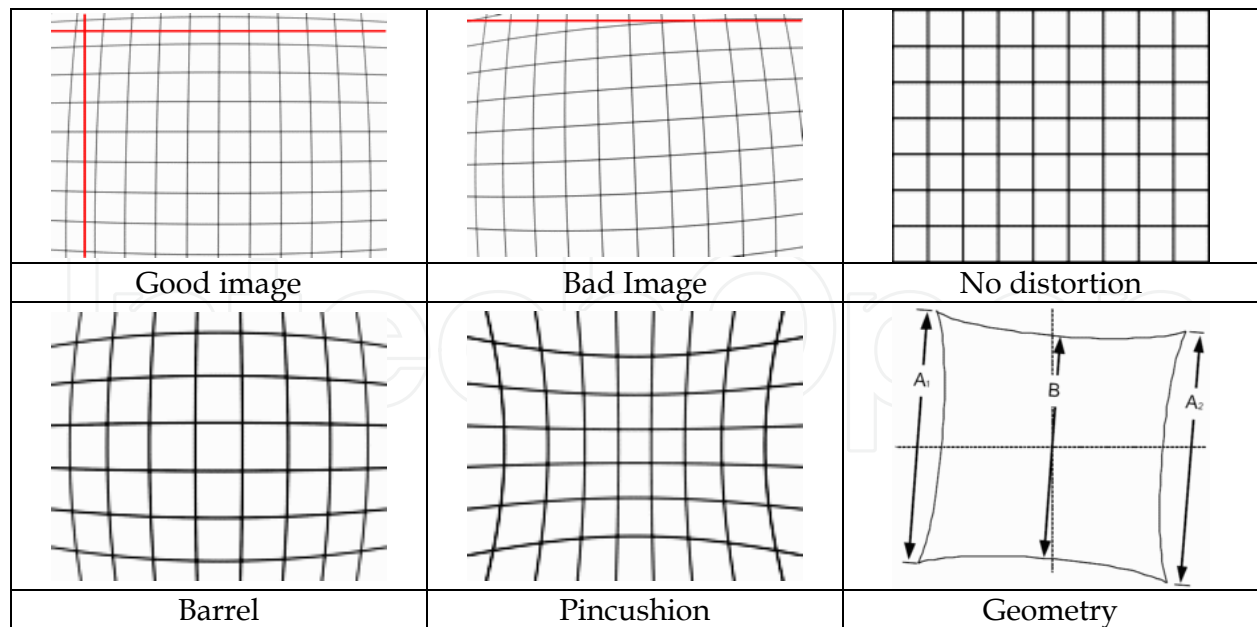 Good image Bad Image No distortion
A₁ B A₂
Barrel Pincushion Geometry